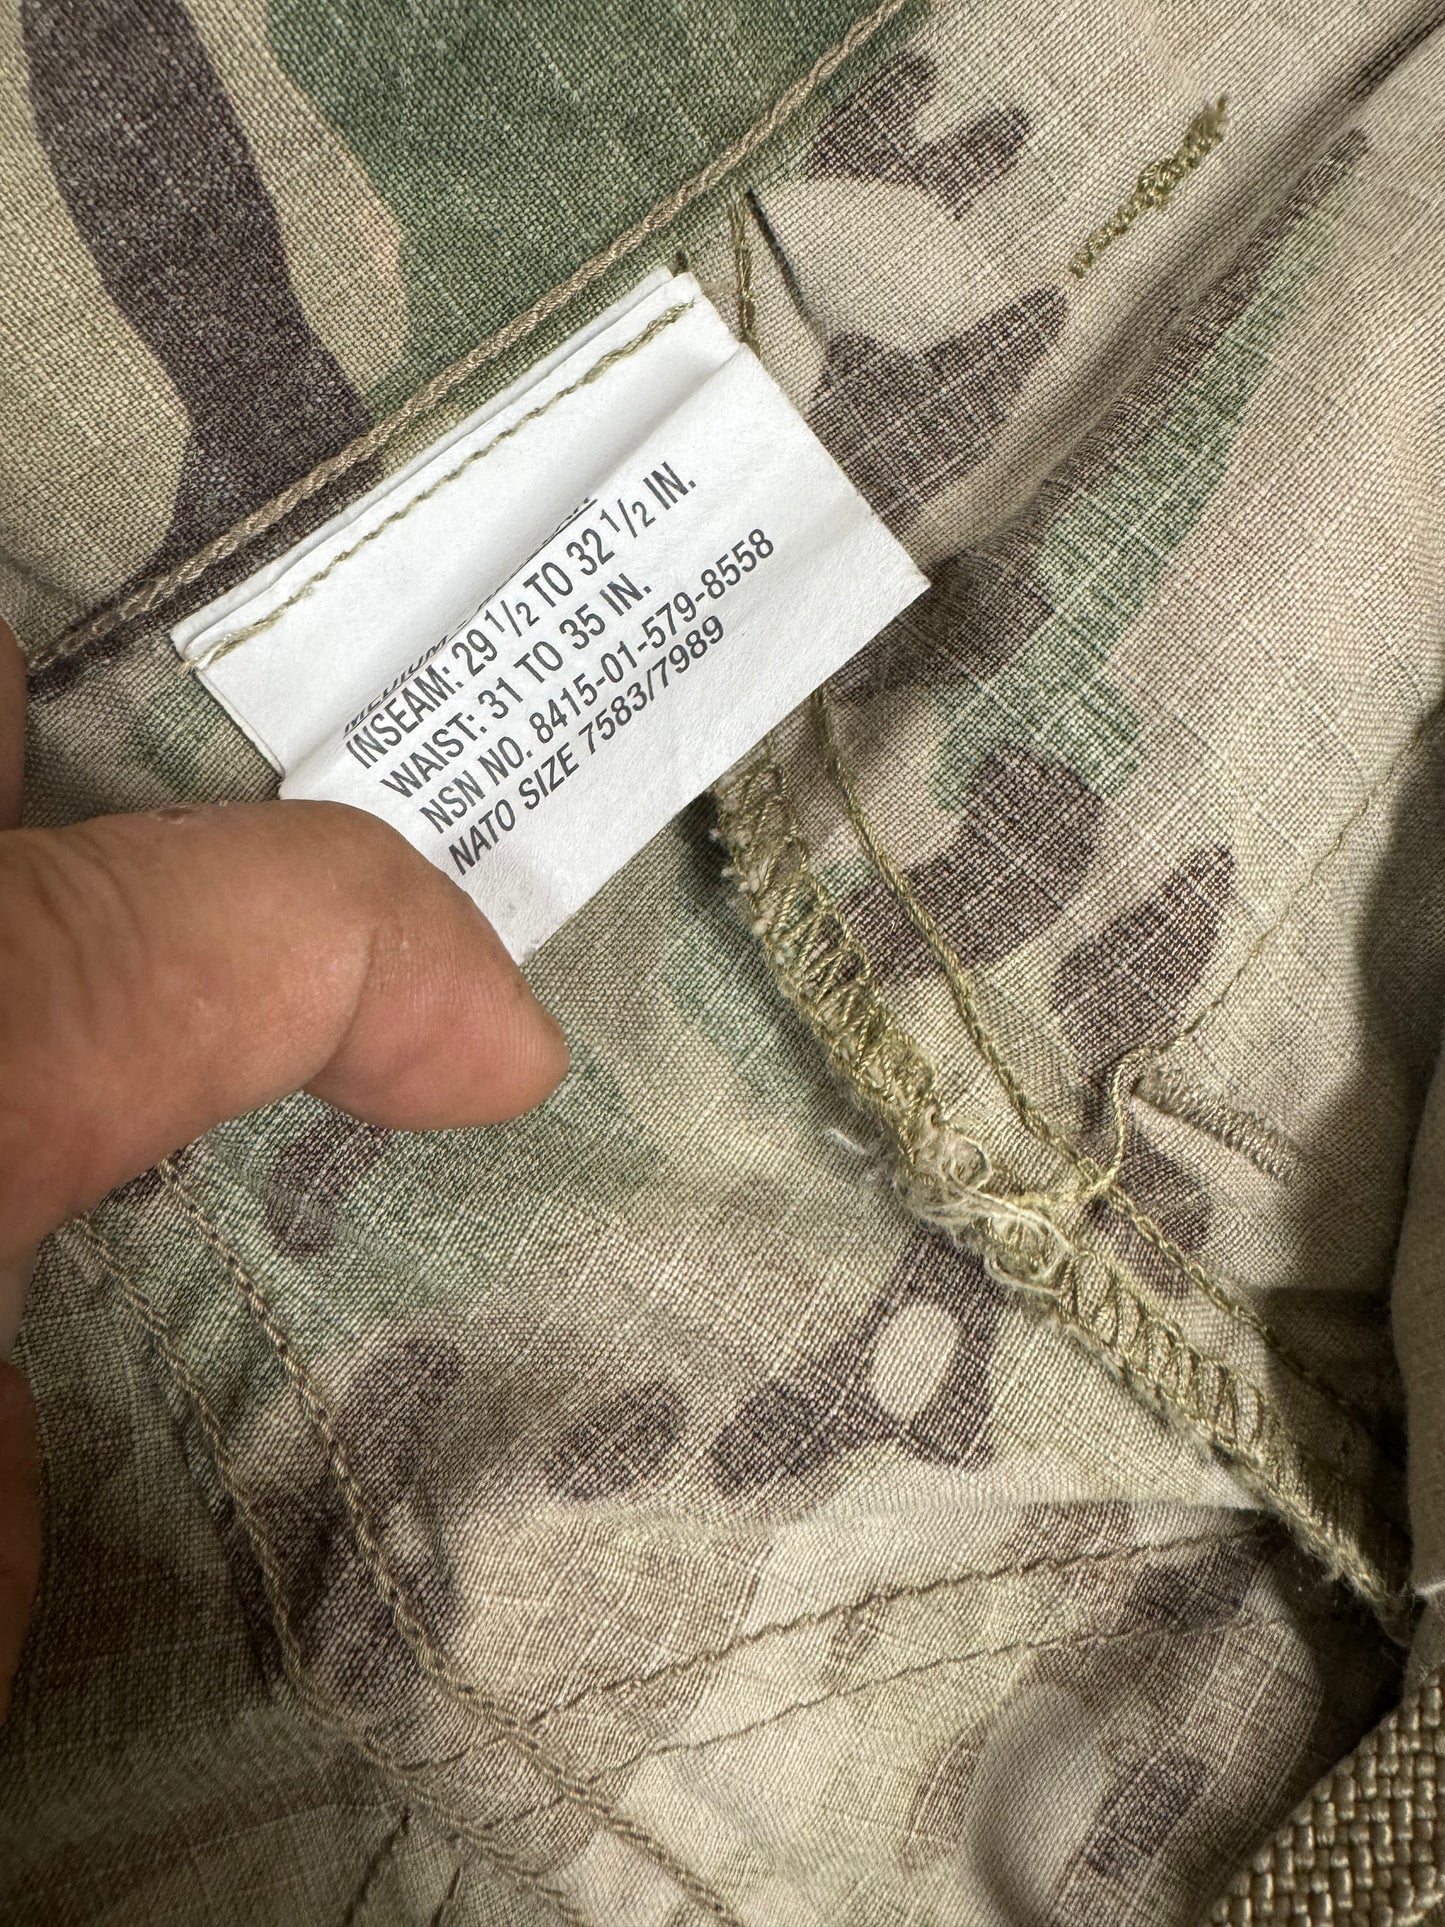 INSEAM: 29 1/2 TO 32 1/2 IN.
WAIST: 31 TO 35 IN.
NSN NO. 8415-01-579-8558
NATO SIZE 7583/7989